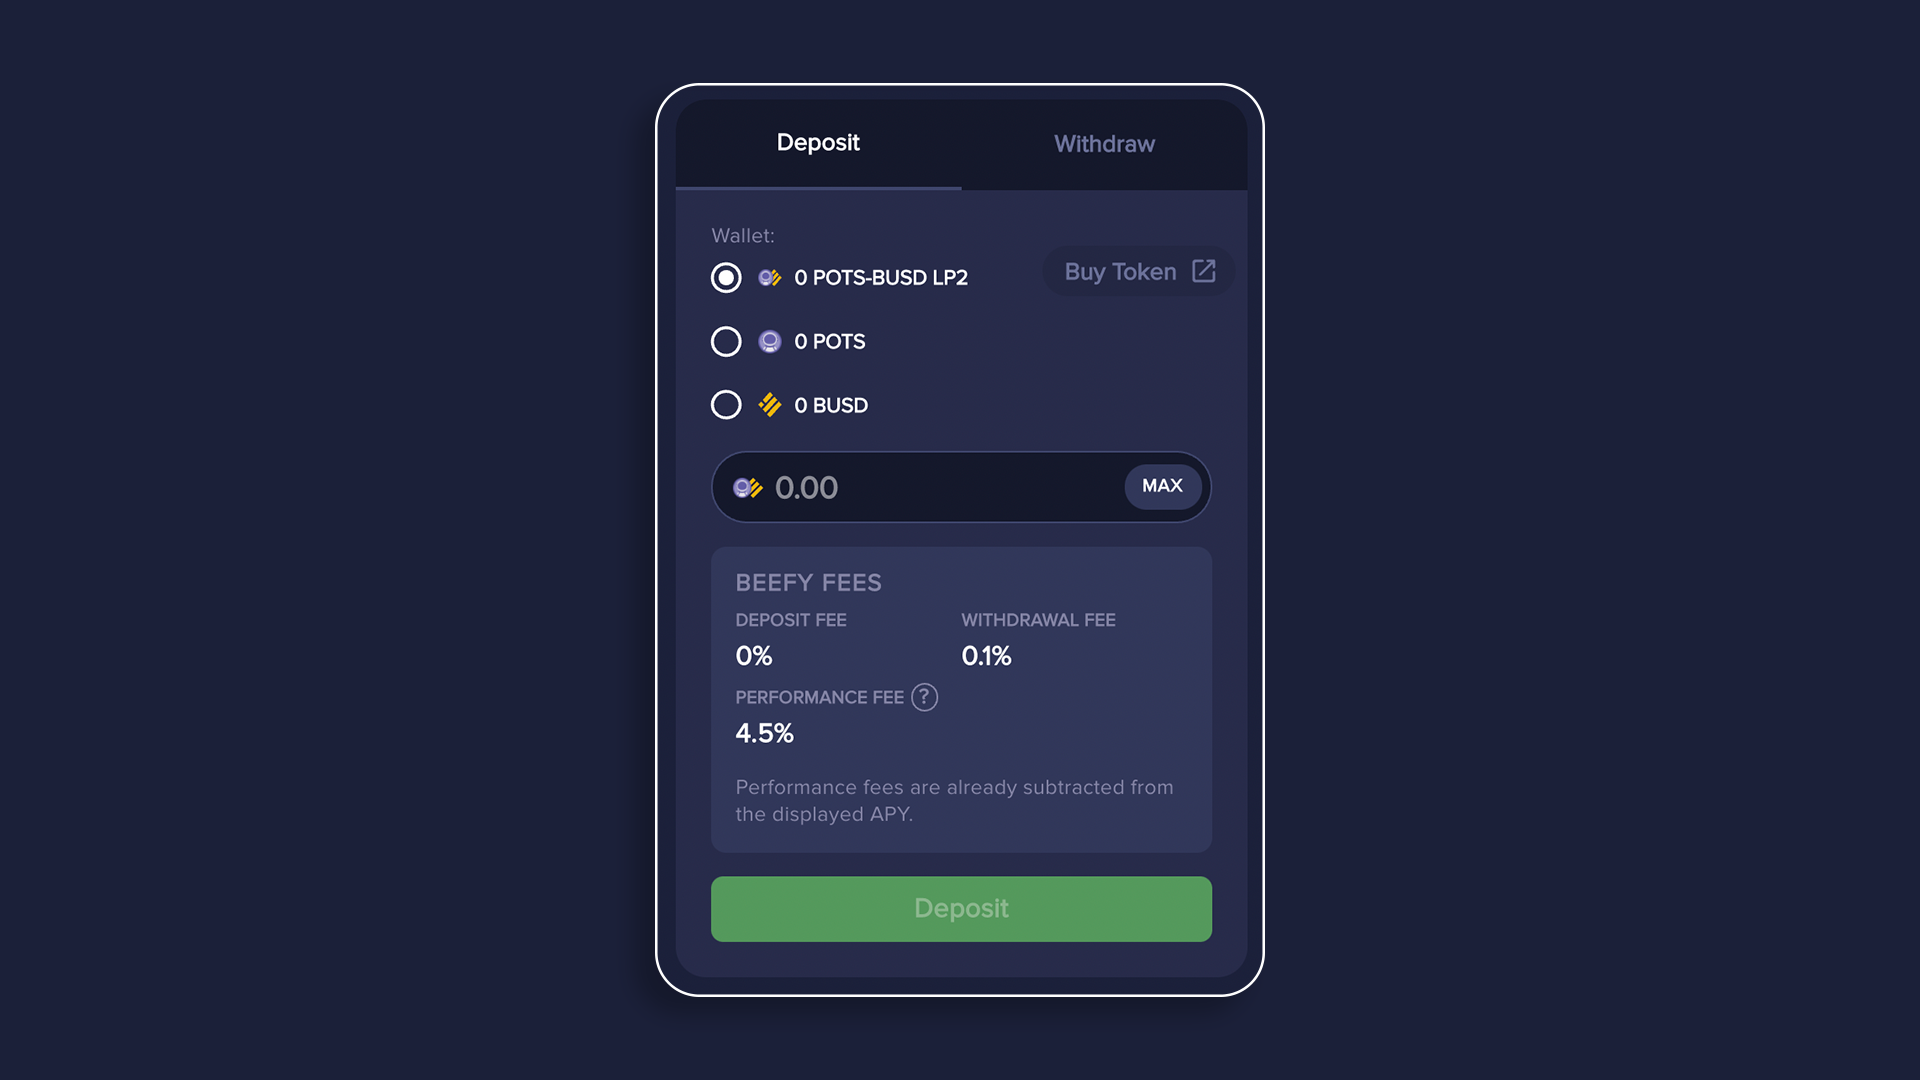 Deposit
Withdraw
Wallet:
0 POTS-BUSD LP2
Buy Token
0 POTS
0 BUSD
0.00
MAX
BEEFY FEES
DEPOSIT FEE
WITHDRAWAL FEE
0%
0.1%
PERFORMANCE FEE ?
4.5%
Performance fees are already subtracted from
the displayed APY.
Deposit